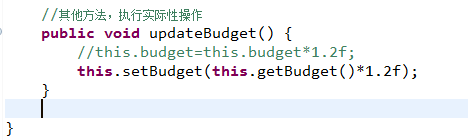 //其他方法，执行实际性操作
public void updateBudget() {
//this.budget=this.budget*1.2f;
this.setBudget(this.getBudget()*1.2f);
}
}